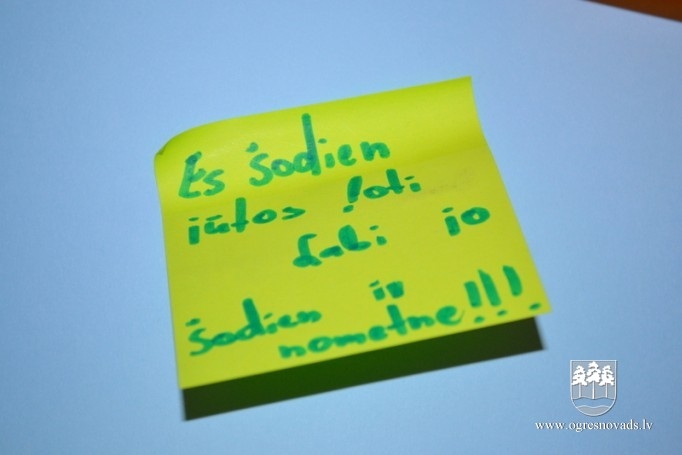 Es šodien
jūtos ļoti
labi jo
šodien ir
nometne!!!.
www.ogresnovads.lv